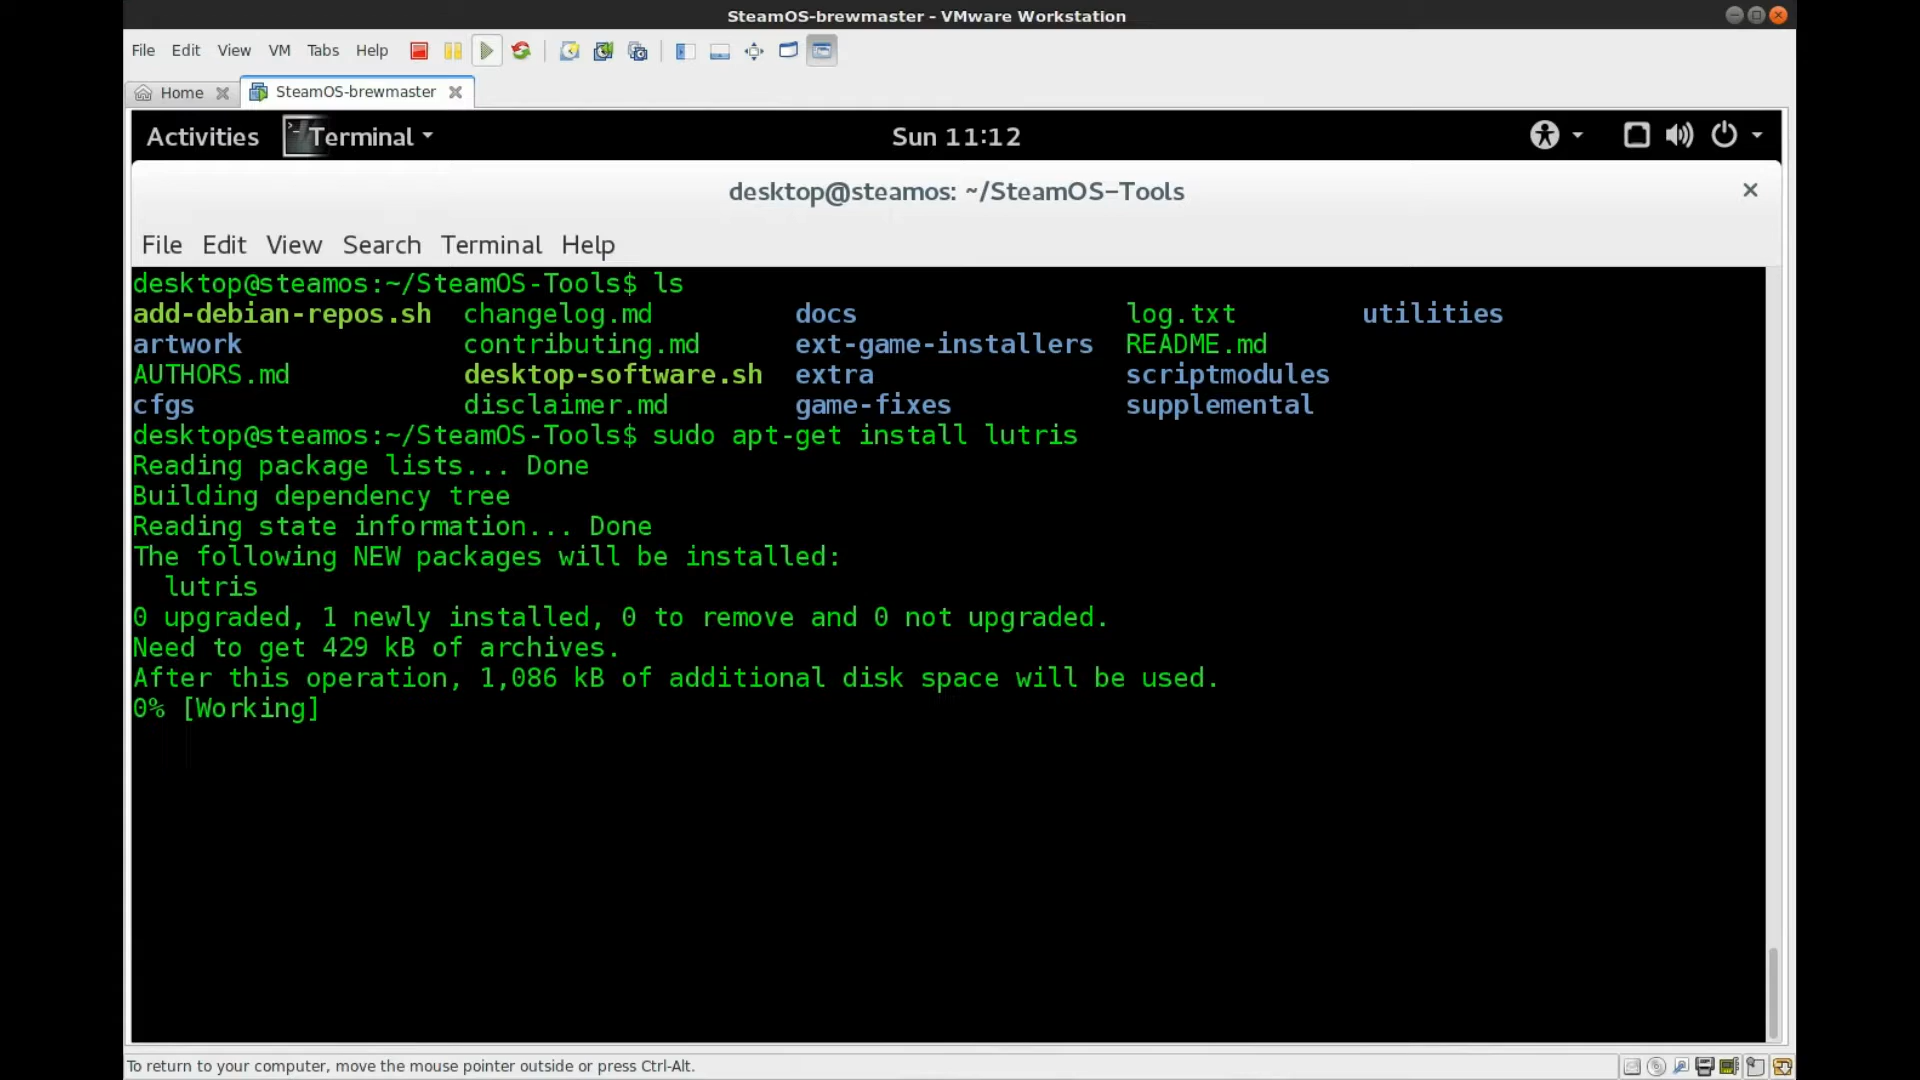 SteamOS-brewmaster - VMware Workstation
File Edit View VM Tabs Help
Home SteamOS-brewmaster
Activities Terminal Sun 11:12
desktop@steamos: ~/SteamOS-Tools
File Edit View Search Terminal Help
desktop@steamos:~/SteamOS-Tools$ ls
add-debian-repos.sh changelog.md docs log.txt utilities
artwork contributing.md ext-game-installers README.md
AUTHORS.md desktop-software.sh extra scriptmodules
cfgs disclaimer.md game-fixes supplemental
desktop@steamos:~/SteamOS-Tools$ sudo apt-get install lutris
Reading package lists... Done
Building dependency tree
Reading state information... Done
The following NEW packages will be installed:
lutris
0 upgraded, 1 newly installed, 0 to remove and 0 not upgraded.
Need to get 429 kB of archives.
After this operation, 1,086 kB of additional disk space will be used.
0% [Working]
To return to your computer, move the mouse pointer outside or press Ctrl-Alt.